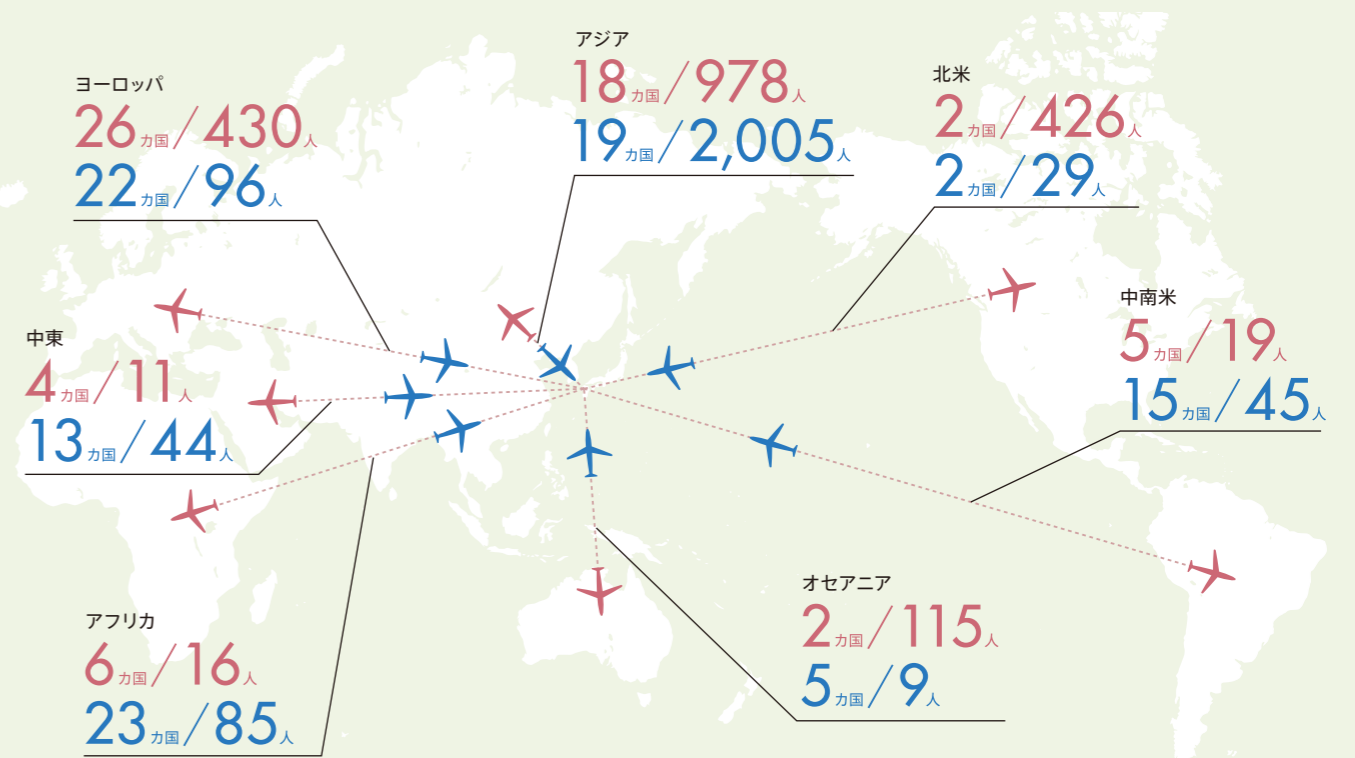 アジア
18カ国/978人
19カ国/2,005人
北米
2カ国/426人
2カ国/29人
ヨーロッパ
26カ国/430人
22カ国/96人
中南米
5カ国/19人
15カ国/45人
中東
4カ国/11人
13カ国/44人
オセアニア
2カ国/115人
5カ国/9人
アフリカ
6カ国/16人
23カ国/85人